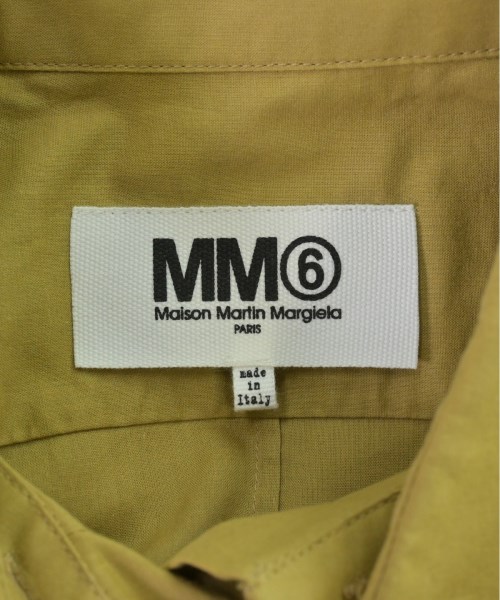 MM⑥
Maison Martin Margiela
PARIS
made
in
Italy